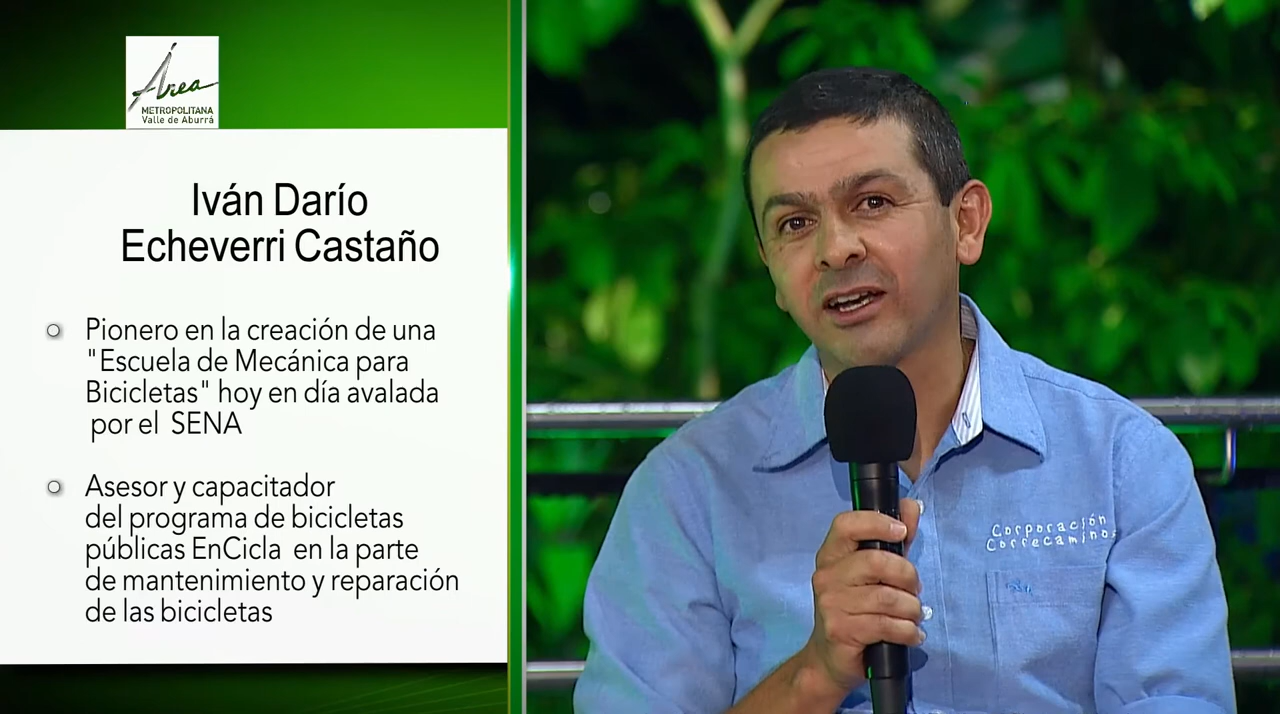 Área
METROPOLITANA
Valle de Aburrá
Iván Darío
Echeverri Castaño
Pionero en la creación de una
"Escuela de Mecánica para
Bicicletas" hoy en día avalada
por el SENA
Asesor y capacitador
del programa de bicicletas
públicas EnCicla en la parte
de mantenimiento y reparación
de las bicicletas
Corporación
Correcaminos